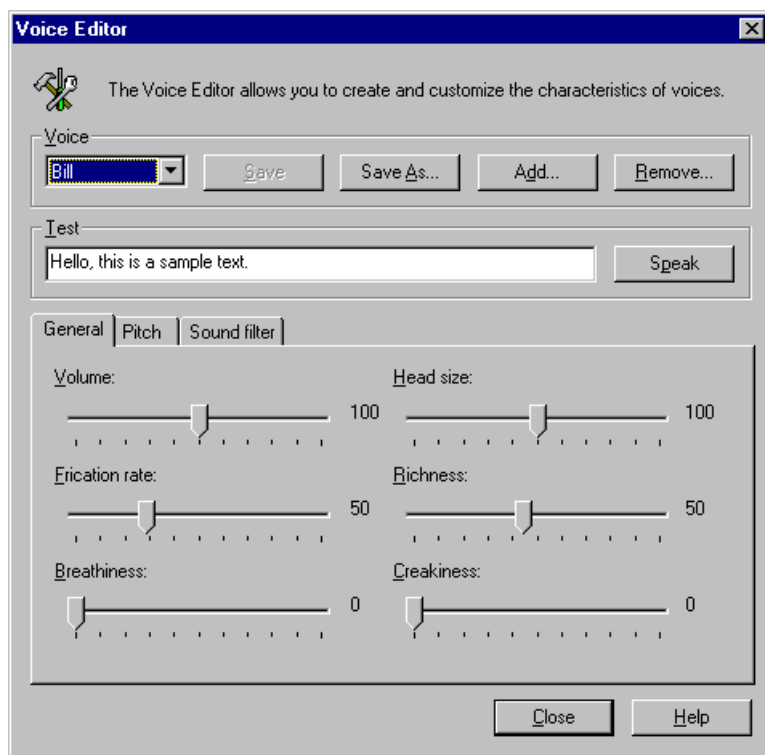 Voice Editor
The Voice Editor allows you to create and customize the characteristics of voices.
Voice
Bill Save Save As... Add... Remove...
Test
Hello, this is a sample text. Speak
General Pitch Sound filter
Volume: Head size:
100 100
Frication rate: Richness:
50 50
Breathiness: Creakiness:
0 0
Close Help